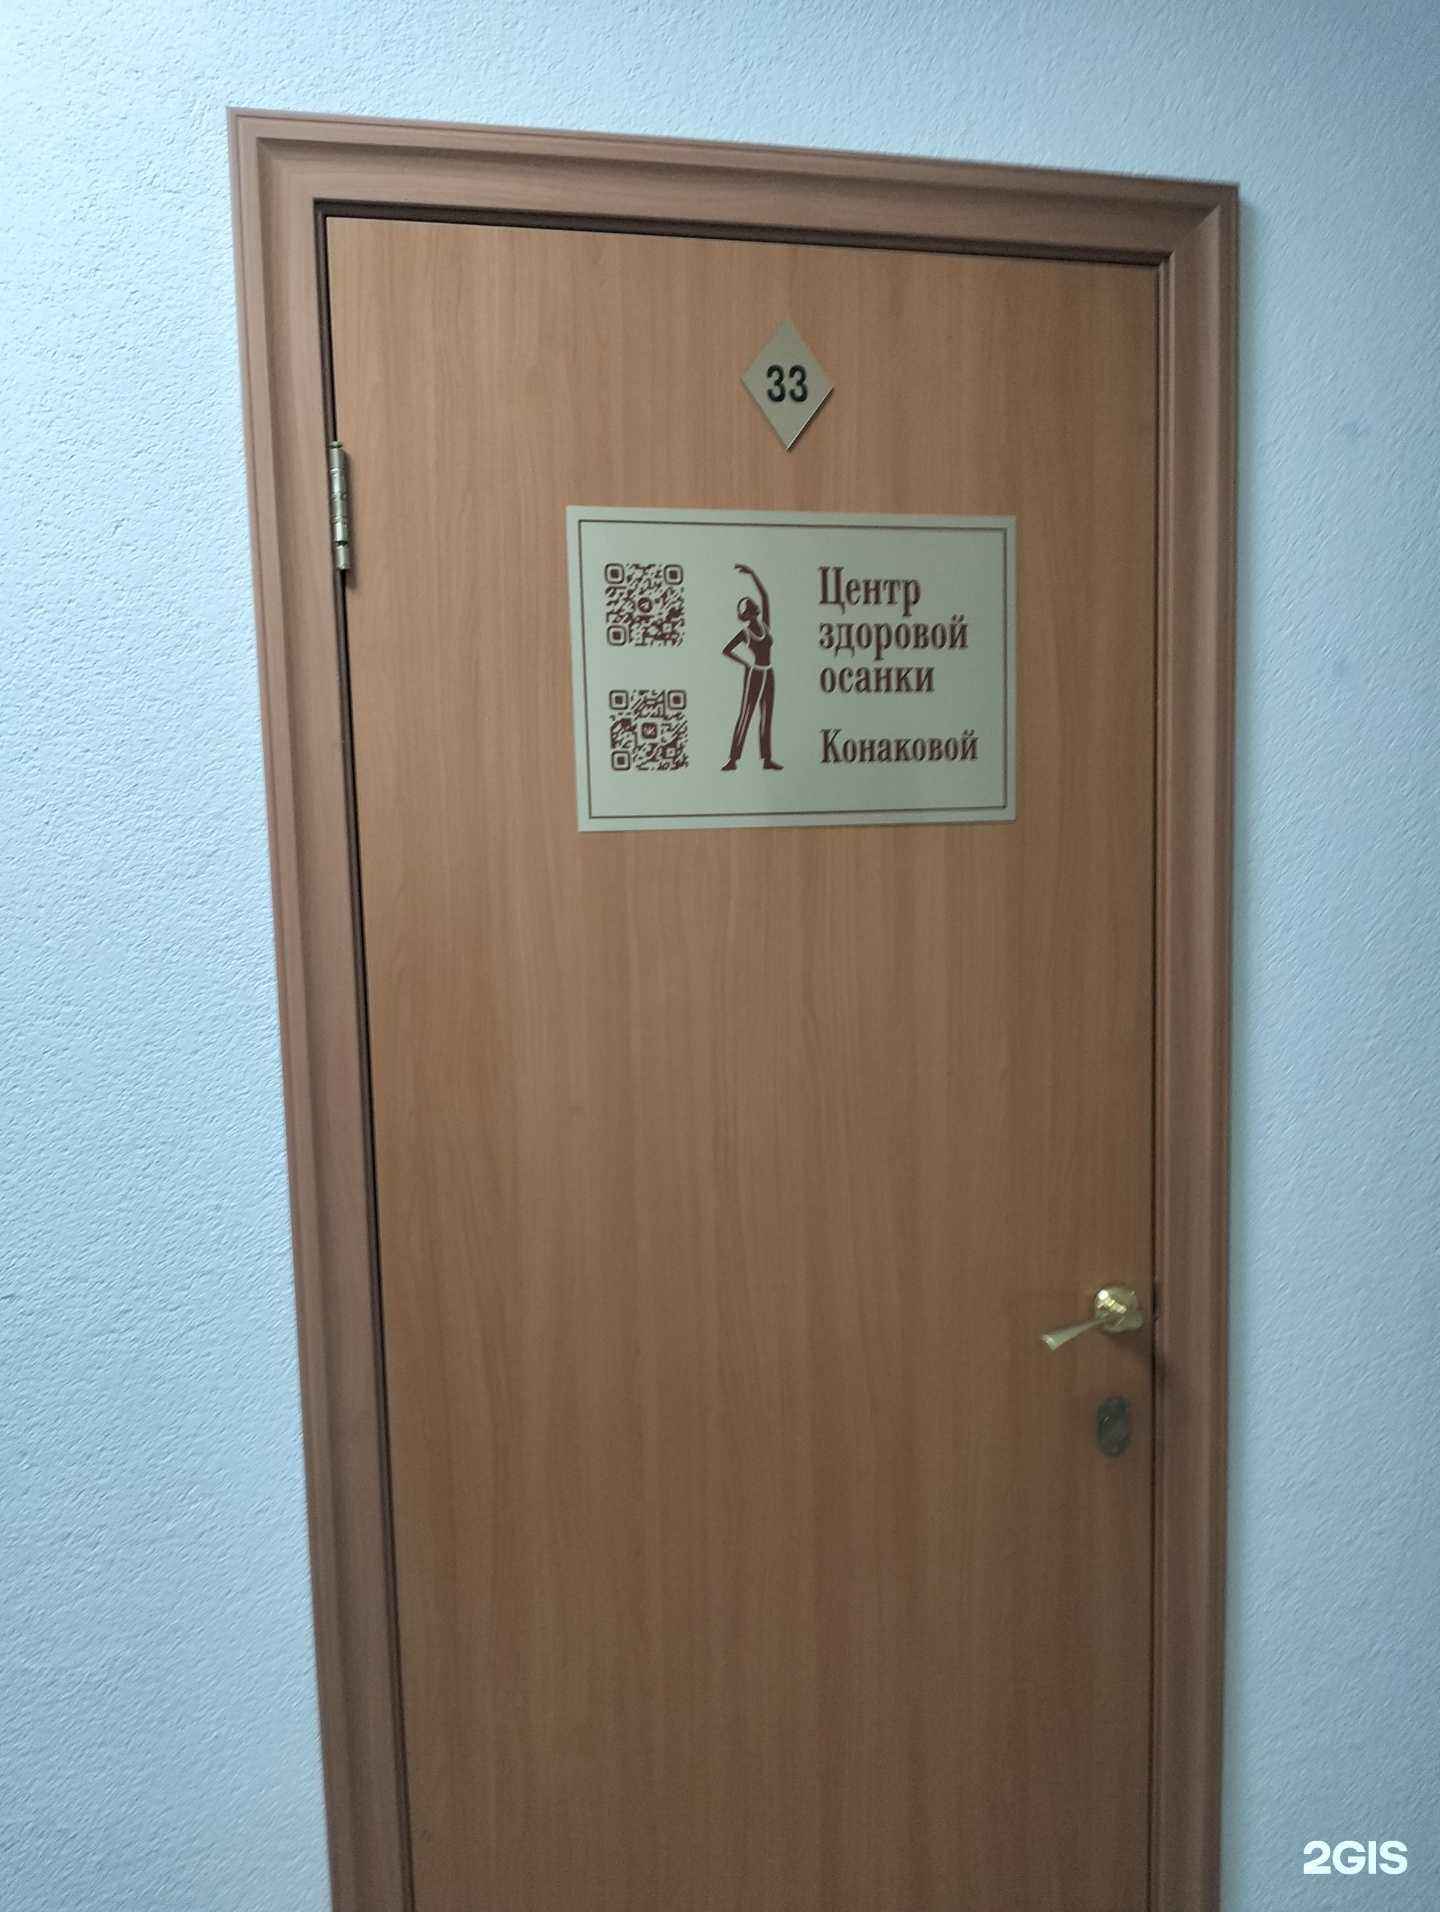 33
Центр
здоровой
осанки
Конаковой
2GIS